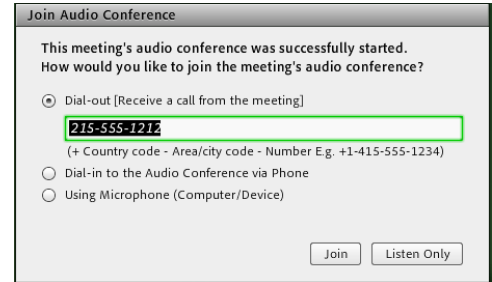 Join Audio Conference
This meeting's audio conference was successfully started.
How would you like to join the meeting's audio conference?
Dial-out [Receive a call from the meeting]
215-555-1212
(+ Country code - Area/city code - Number E.g. +1-415-555-1234)
Dial-in to the Audio Conference via Phone
Using Microphone (Computer/Device)
Join Listen Only